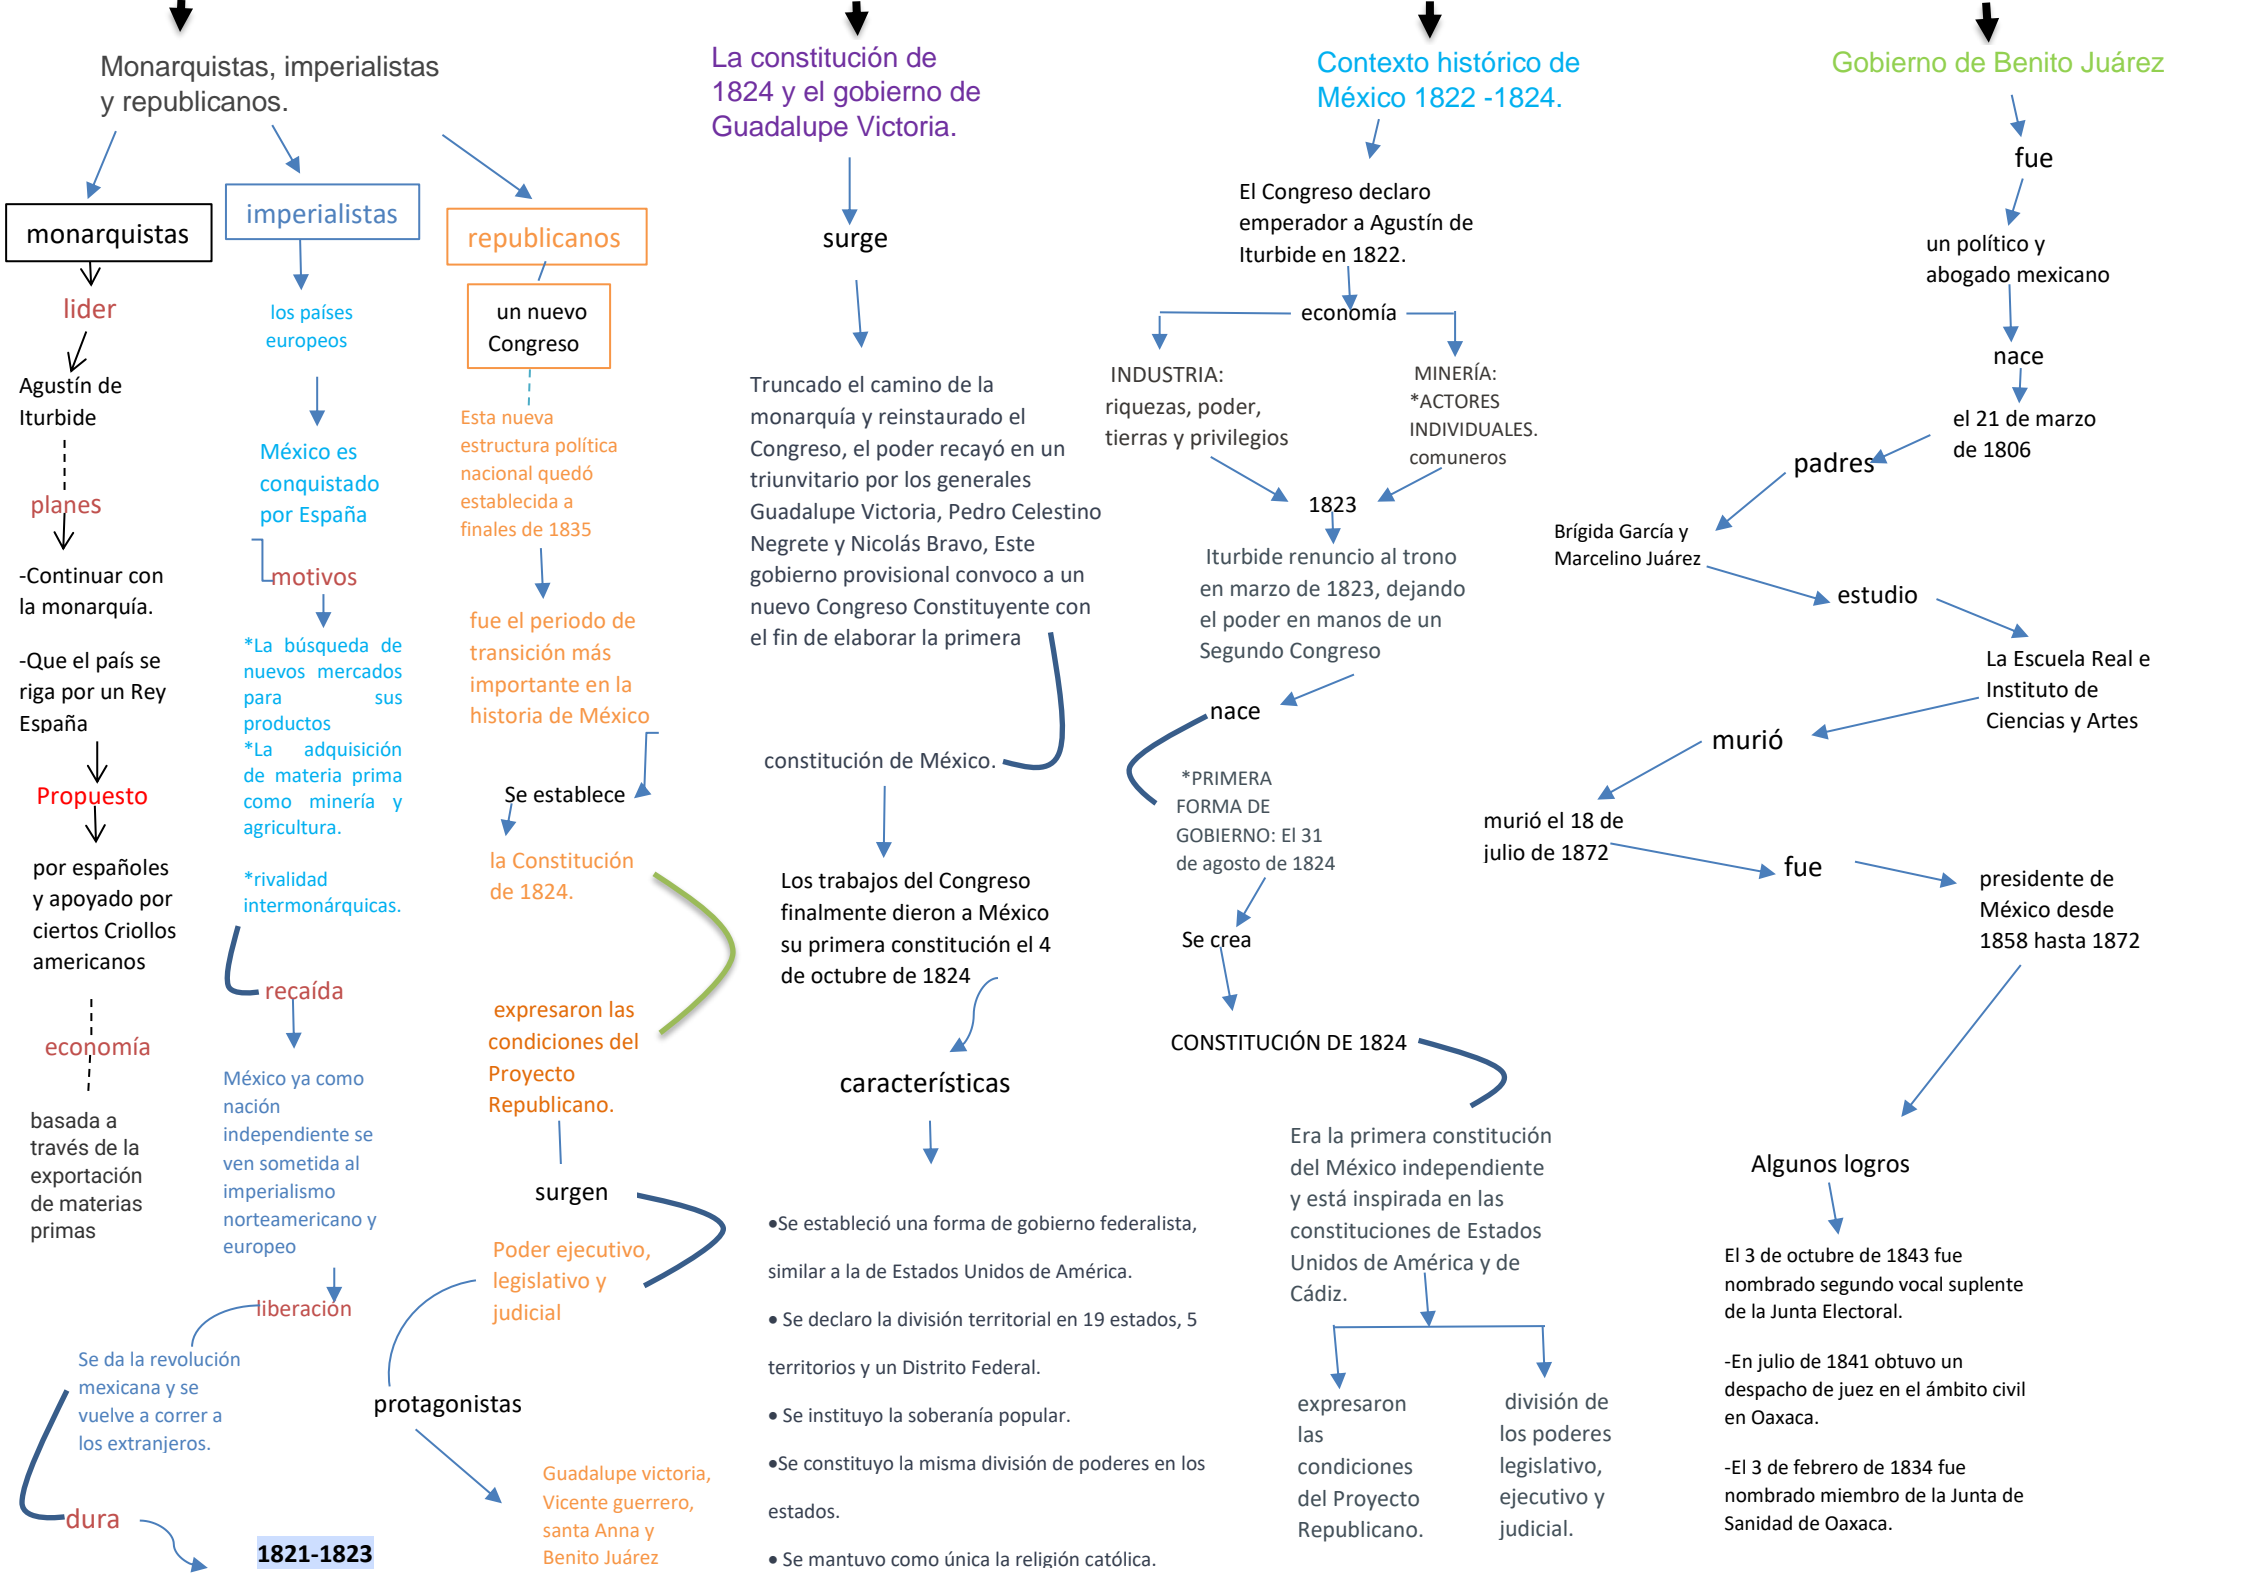 Monarquistas, imperialistas
y republicanos.
monarquistas
lider
Agustín de
Iturbide
planes
-Continuar con
la monarquía.
-Que el país se
riga por un Rey
España
Propuesto
por españoles
y apoyado por
ciertos Criollos
americanos
economía
basada a
través de la
exportación
de materias
primas
imperialistas
los países
europeos
México es
conquistado
por España
motivos
*La búsqueda de
nuevos mercados
para sus
productos
*La adquisición
de materia prima
como minería y
agricultura.
*rivalidad
intermonárquicas.
recaída
México ya como
nación
independiente se
ven sometida al
imperialismo
norteamericano y
europeo
liberación
Se da la revolución
mexicana y se
vuelve a correr a
los extranjeros.
dura
1821-1823
republicanos
un nuevo
Congreso
Esta nueva
estructura política
nacional quedó
establecida a
finales de 1835
fue el periodo de
transición más
importante en la
historia de México
Se establece
la Constitución
de 1824.
expresaron las
condiciones del
Proyecto
Republicano.
surgen
Poder ejecutivo,
legislativo y
judicial
protagonistas
Guadalupe victoria,
Vicente guerrero,
santa Anna y
Benito Juárez
La constitución de
1824 y el gobierno de
Guadalupe Victoria.
surge
Truncado el camino de la
monarquía y reinstaurado el
Congreso, el poder recayó en un
triunvitario por los generales
Guadalupe Victoria, Pedro Celestino
Negrete y Nicolás Bravo, Este
gobierno provisional convoco a un
nuevo Congreso Constituyente con
el fin de elaborar la primera
constitución de México.
Los trabajos del Congreso
finalmente dieron a México
su primera constitución el 4
de octubre de 1824
características
•Se estableció una forma de gobierno federalista,
similar a la de Estados Unidos de América.
• Se declaro la división territorial en 19 estados, 5
territorios y un Distrito Federal.
• Se instituyo la soberanía popular.
•Se constituyo la misma división de poderes en los
estados.
• Se mantuvo como única la religión católica.
Contexto histórico de
México 1822 -1824.
El Congreso declaro
emperador a Agustín de
Iturbide en 1822.
economía
INDUSTRIA:
riquezas, poder,
tierras y privilegios
MINERÍA:
*ACTORES
INDIVIDUALES.
comuneros
1823
Iturbide renuncio al trono
en marzo de 1823, dejando
el poder en manos de un
Segundo Congreso
nace
*PRIMERA
FORMA DE
GOBIERNO: El 31
de agosto de 1824
Se crea
CONSTITUCIÓN DE 1824
Era la primera constitución
del México independiente
y está inspirada en las
constituciones de Estados
Unidos de América y de
Cádiz.
expresaron
las
condiciones
del Proyecto
Republicano.
división de
los poderes
legislativo,
ejecutivo y
judicial.
Gobierno de Benito Juárez
fue
un político y
abogado mexicano
nace
el 21 de marzo
de 1806
padres
Brígida García y
Marcelino Juárez
estudio
La Escuela Real e
Instituto de
Ciencias y Artes
murió
murió el 18 de
julio de 1872
fue
presidente de
México desde
1858 hasta 1872
Algunos logros
El 3 de octubre de 1843 fue
nombrado segundo vocal suplente
de la Junta Electoral.
-En julio de 1841 obtuvo un
despacho de juez en el ámbito civil
en Oaxaca.
-El 3 de febrero de 1834 fue
nombrado miembro de la Junta de
Sanidad de Oaxaca.